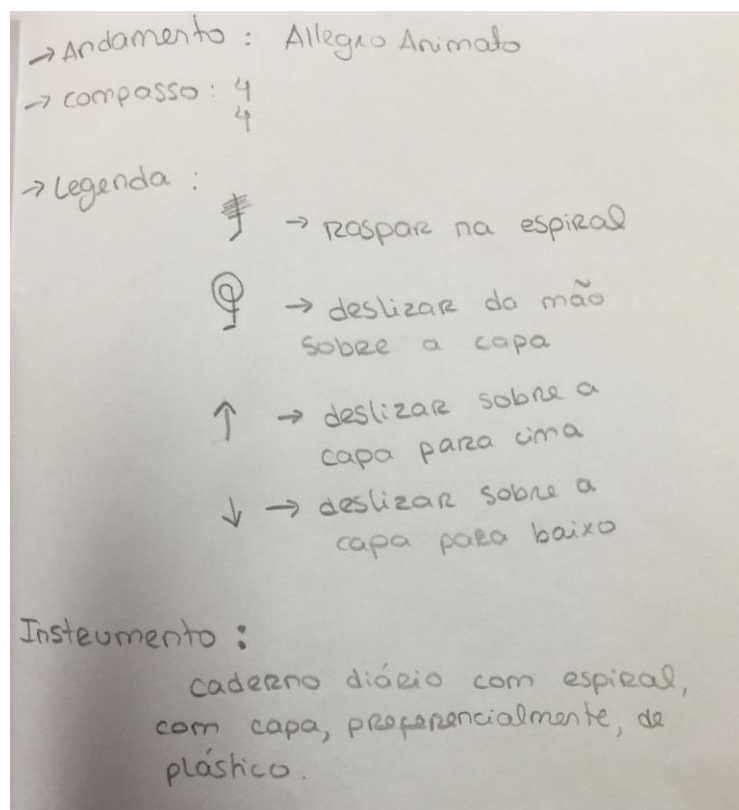 → Andamento : Allegro Animato
→ compasso : 4
4
→ Legenda :
→ raspar na espiral
→ deslizar da mão
sobre a capa
↑ → deslizar sobre a
capa para cima
↓ → deslizar sobre a
capa para baixo
Instrumento :
caderno diário com espiral,
com capa, preferencialmente, de
plástico.